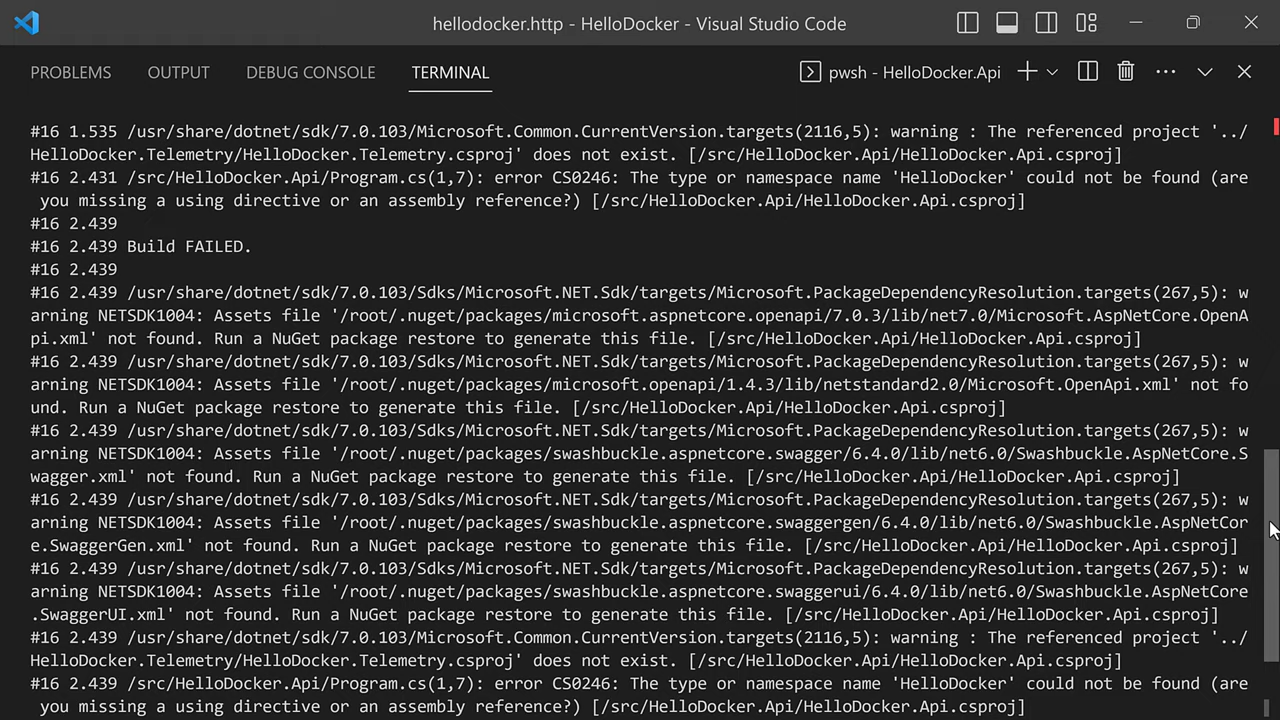 hellodocker.http - HelloDocker - Visual Studio Code
PROBLEMS OUTPUT DEBUG CONSOLE TERMINAL pwsh - HelloDocker.Api
#16 1.535 /usr/share/dotnet/sdk/7.0.103/Microsoft.Common.CurrentVersion.targets(2116,5): warning : The referenced project '../
HelloDocker.Telemetry/HelloDocker.Telemetry.csproj' does not exist. [/src/HelloDocker.Api/HelloDocker.Api.csproj]
#16 2.431 /src/HelloDocker.Api/Program.cs(1,7): error CS0246: The type or namespace name 'HelloDocker' could not be found (are
you missing a using directive or an assembly reference?) [/src/HelloDocker.Api/HelloDocker.Api.csproj]
#16 2.439
#16 2.439 Build FAILED.
#16 2.439
#16 2.439 /usr/share/dotnet/sdk/7.0.103/Sdks/Microsoft.NET.Sdk/targets/Microsoft.PackageDependencyResolution.targets(267,5): w
arning NETSDK1004: Assets file '/root/.nuget/packages/microsoft.aspnetcore.openapi/7.0.3/lib/net7.0/Microsoft.AspNetCore.OpenA
pi.xml' not found. Run a NuGet package restore to generate this file. [/src/HelloDocker.Api/HelloDocker.Api.csproj]
#16 2.439 /usr/share/dotnet/sdk/7.0.103/Sdks/Microsoft.NET.Sdk/targets/Microsoft.PackageDependencyResolution.targets(267,5): w
arning NETSDK1004: Assets file '/root/.nuget/packages/microsoft.openapi/1.4.3/lib/netstandard2.0/Microsoft.OpenApi.xml' not fo
und. Run a NuGet package restore to generate this file. [/src/HelloDocker.Api/HelloDocker.Api.csproj]
#16 2.439 /usr/share/dotnet/sdk/7.0.103/Sdks/Microsoft.NET.Sdk/targets/Microsoft.PackageDependencyResolution.targets(267,5): w
arning NETSDK1004: Assets file '/root/.nuget/packages/swashbuckle.aspnetcore.swagger/6.4.0/lib/net6.0/Swashbuckle.AspNetCore.S
wagger.xml' not found. Run a NuGet package restore to generate this file. [/src/HelloDocker.Api/HelloDocker.Api.csproj]
#16 2.439 /usr/share/dotnet/sdk/7.0.103/Sdks/Microsoft.NET.Sdk/targets/Microsoft.PackageDependencyResolution.targets(267,5): w
arning NETSDK1004: Assets file '/root/.nuget/packages/swashbuckle.aspnetcore.swaggergen/6.4.0/lib/net6.0/Swashbuckle.AspNetCor
e.SwaggerGen.xml' not found. Run a NuGet package restore to generate this file. [/src/HelloDocker.Api/HelloDocker.Api.csproj]
#16 2.439 /usr/share/dotnet/sdk/7.0.103/Sdks/Microsoft.NET.Sdk/targets/Microsoft.PackageDependencyResolution.targets(267,5): w
arning NETSDK1004: Assets file '/root/.nuget/packages/swashbuckle.aspnetcore.swaggerui/6.4.0/lib/net6.0/Swashbuckle.AspNetCore
.SwaggerUI.xml' not found. Run a NuGet package restore to generate this file. [/src/HelloDocker.Api/HelloDocker.Api.csproj]
#16 2.439 /usr/share/dotnet/sdk/7.0.103/Microsoft.Common.CurrentVersion.targets(2116,5): warning : The referenced project '../
HelloDocker.Telemetry/HelloDocker.Telemetry.csproj' does not exist. [/src/HelloDocker.Api/HelloDocker.Api.csproj]
#16 2.439 /src/HelloDocker.Api/Program.cs(1,7): error CS0246: The type or namespace name 'HelloDocker' could not be found (are
you missing a using directive or an assembly reference?) [/src/HelloDocker.Api/HelloDocker.Api.csproj]